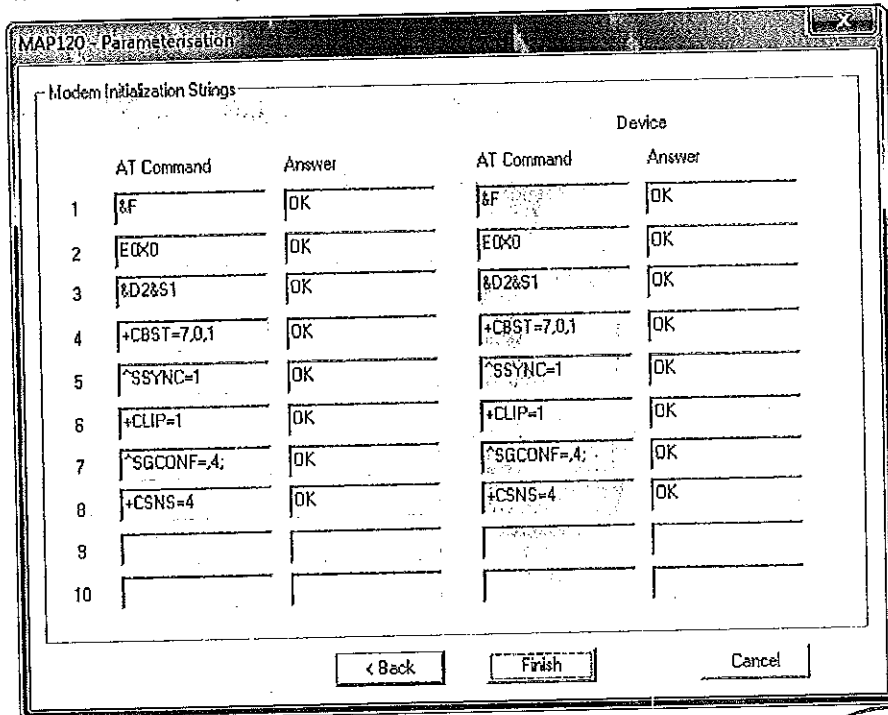 MAP120 - Parameterisation
Modem Initialization Strings
Device
AT Command Answer AT Command Answer
1 &F OK &F OK
2 E0X0 OK E0X0 OK
3 &D2&S1 OK &D2&S1 OK
4 +CBST=7,0,1 OK +CBST=7,0,1 OK
5 ^SSYNC=1 OK ^SSYNC=1 OK
6 +CLIP=1 OK +CLIP=1 OK
7 ^SGCONF=,4; OK ^SGCONF=,4; OK
8 +CSNS=4 OK +CSNS=4 OK
9
10
< Back Finish Cancel